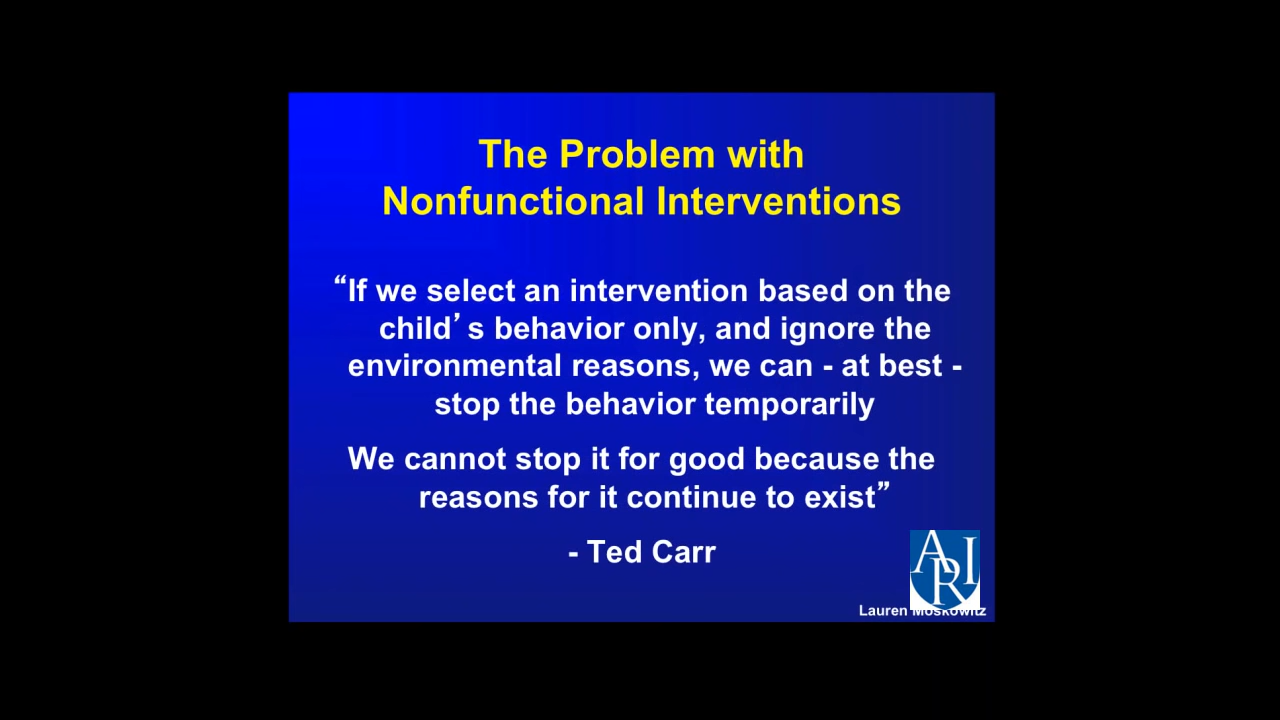 The Problem with
Nonfunctional Interventions
“If we select an intervention based on the
child’s behavior only, and ignore the
environmental reasons, we can - at best -
stop the behavior temporarily
We cannot stop it for good because the
reasons for it continue to exist”
- Ted Carr
ARI
Lauren Moskowitz